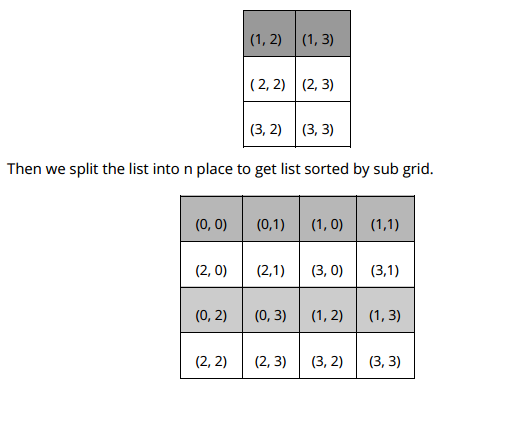 (1, 2) (1, 3)
( 2, 2) (2, 3)
(3, 2) (3, 3)
Then we split the list into n place to get list sorted by sub grid.
(0, 0) (0,1) (1, 0) (1,1)
(2, 0) (2,1) (3, 0) (3,1)
(0, 2) (0, 3) (1, 2) (1, 3)
(2, 2) (2, 3) (3, 2) (3, 3)